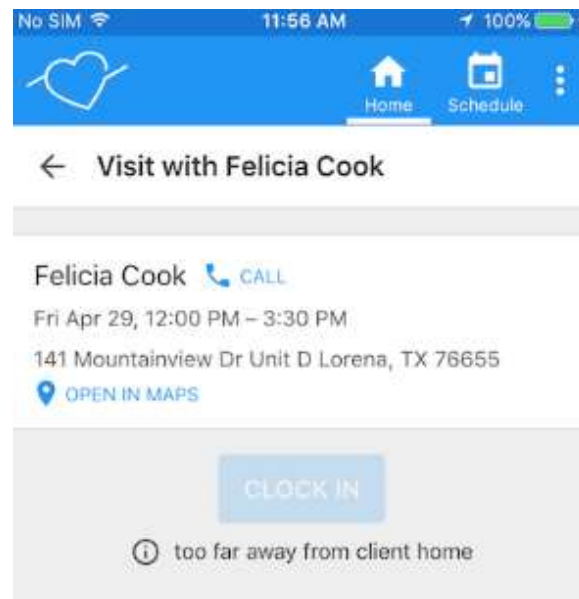 No SIM 11:56 AM 100%
Home Schedule
Visit with Felicia Cook
Felicia Cook CALL
Fri Apr 29, 12:00 PM – 3:30 PM
141 Mountainview Dr Unit D Lorena, TX 76655
OPEN IN MAPS
CLOCK IN
too far away from client home